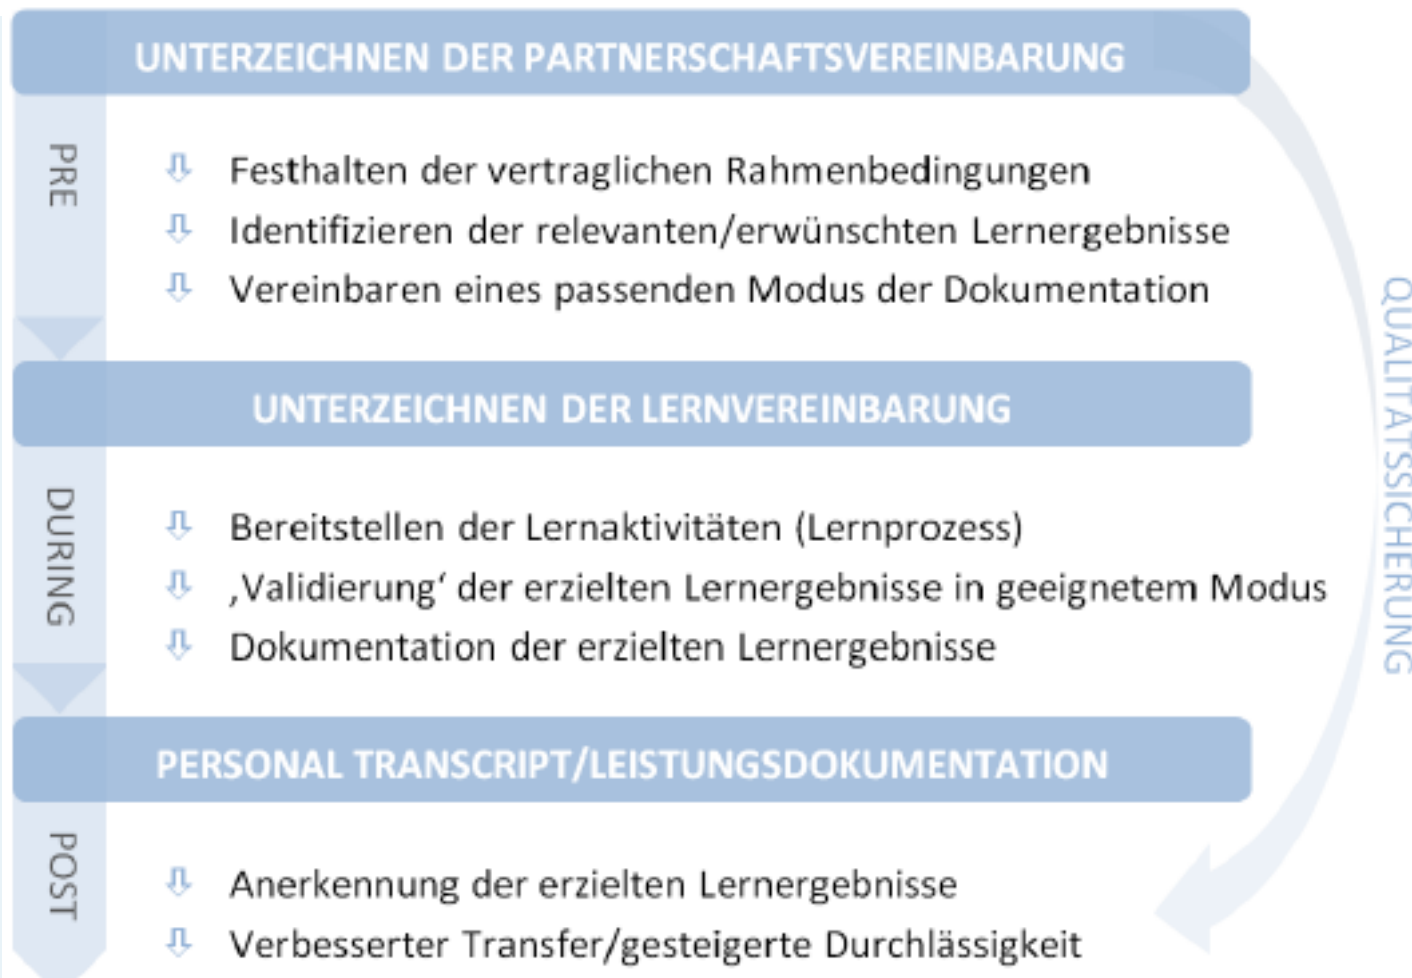 UNTERZEICHNEN DER PARTNERSCHAFTSVEREINBARUNG
PRE
Festhalten der vertraglichen Rahmenbedingungen
Identifizieren der relevanten/erwünschten Lernergebnisse
Vereinbaren eines passenden Modus der Dokumentation
UNTERZEICHNEN DER LERNVEREINBARUNG
DURING
Bereitstellen der Lernaktivitäten (Lernprozess)
‚Validierung‘ der erzielten Lernergebnisse in geeignetem Modus
Dokumentation der erzielten Lernergebnisse
PERSONAL TRANSCRIPT/LEISTUNGSDOKUMENTATION
POST
Anerkennung der erzielten Lernergebnisse
Verbesserter Transfer/gesteigerte Durchlässigkeit
QUALITÄTSSICHERUNG